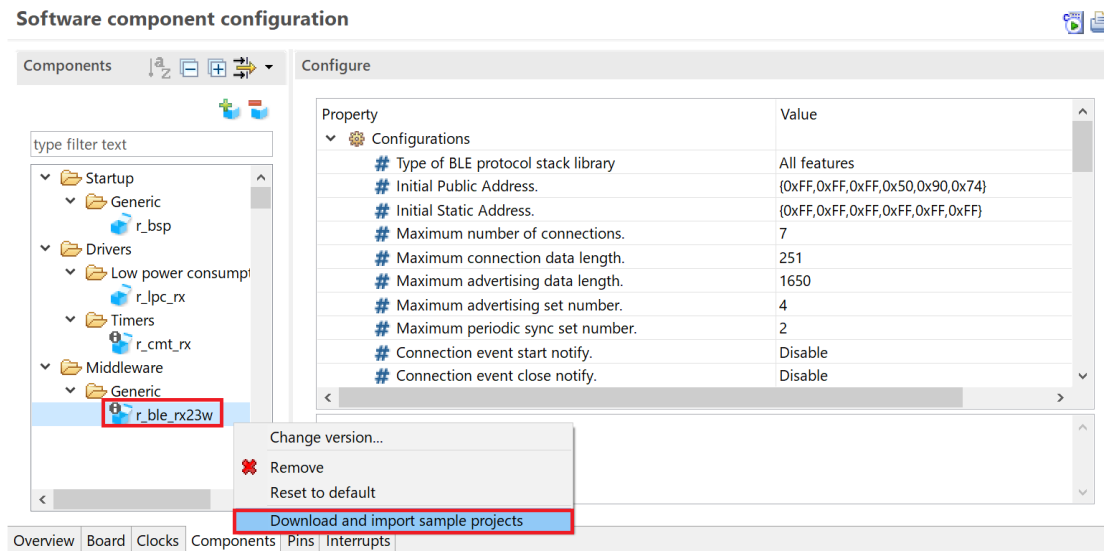 Software component configuration
Components
Configure
type filter text
Startup
Generic
r_bsp
Drivers
Low power consumpt
r_lpc_rx
Timers
r_cmt_rx
Middleware
Generic
r_ble_rx23w
Property Value
Configurations
Type of BLE protocol stack library All features
Initial Public Address. {0xFF,0xFF,0xFF,0x50,0x90,0x74}
Initial Static Address. {0xFF,0xFF,0xFF,0xFF,0xFF,0xFF}
Maximum number of connections. 7
Maximum connection data length. 251
Maximum advertising data length. 1650
Maximum advertising set number. 4
Maximum periodic sync set number. 2
Connection event start notify. Disable
Connection event close notify. Disable
Change version...
Remove
Reset to default
Download and import sample projects
Overview Board Clocks Components Pins Interrupts